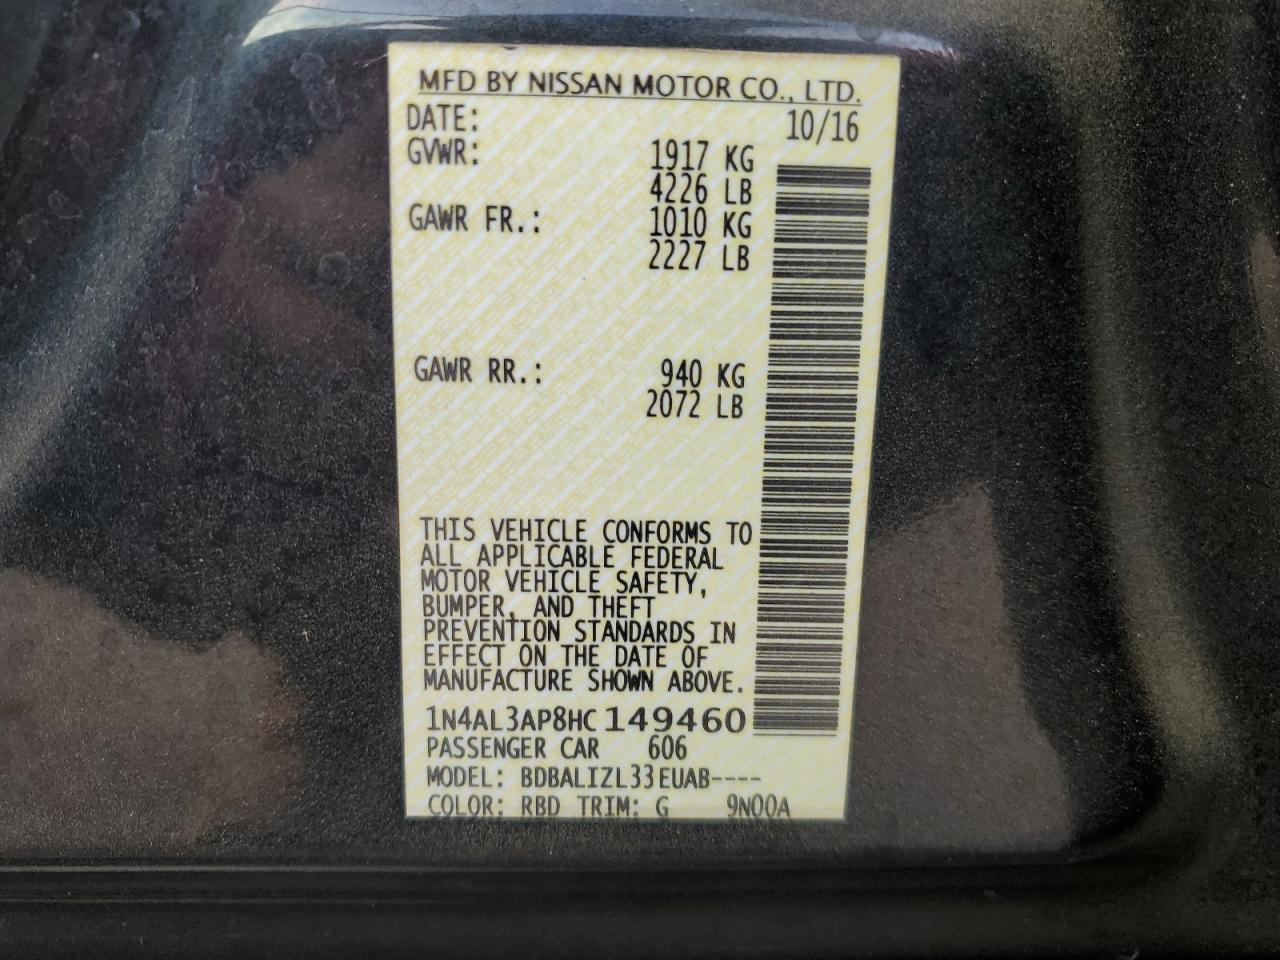 MFD BY NISSAN MOTOR CO., LTD.
DATE: 10/16
GVWR: 1917 KG
4226 LB
GAWR FR.: 1010 KG
2227 LB
GAWR RR.: 940 KG
2072 LB
THIS VEHICLE CONFORMS TO
ALL APPLICABLE FEDERAL
MOTOR VEHICLE SAFETY,
BUMPER, AND THEFT
PREVENTION STANDARDS IN
EFFECT ON THE DATE OF
MANUFACTURE SHOWN ABOVE.
1N4AL3AP8HC149460
PASSENGER CAR 606
MODEL: BDBALIZL33EUAB----
COLOR: RBD TRIM: G 9N00A